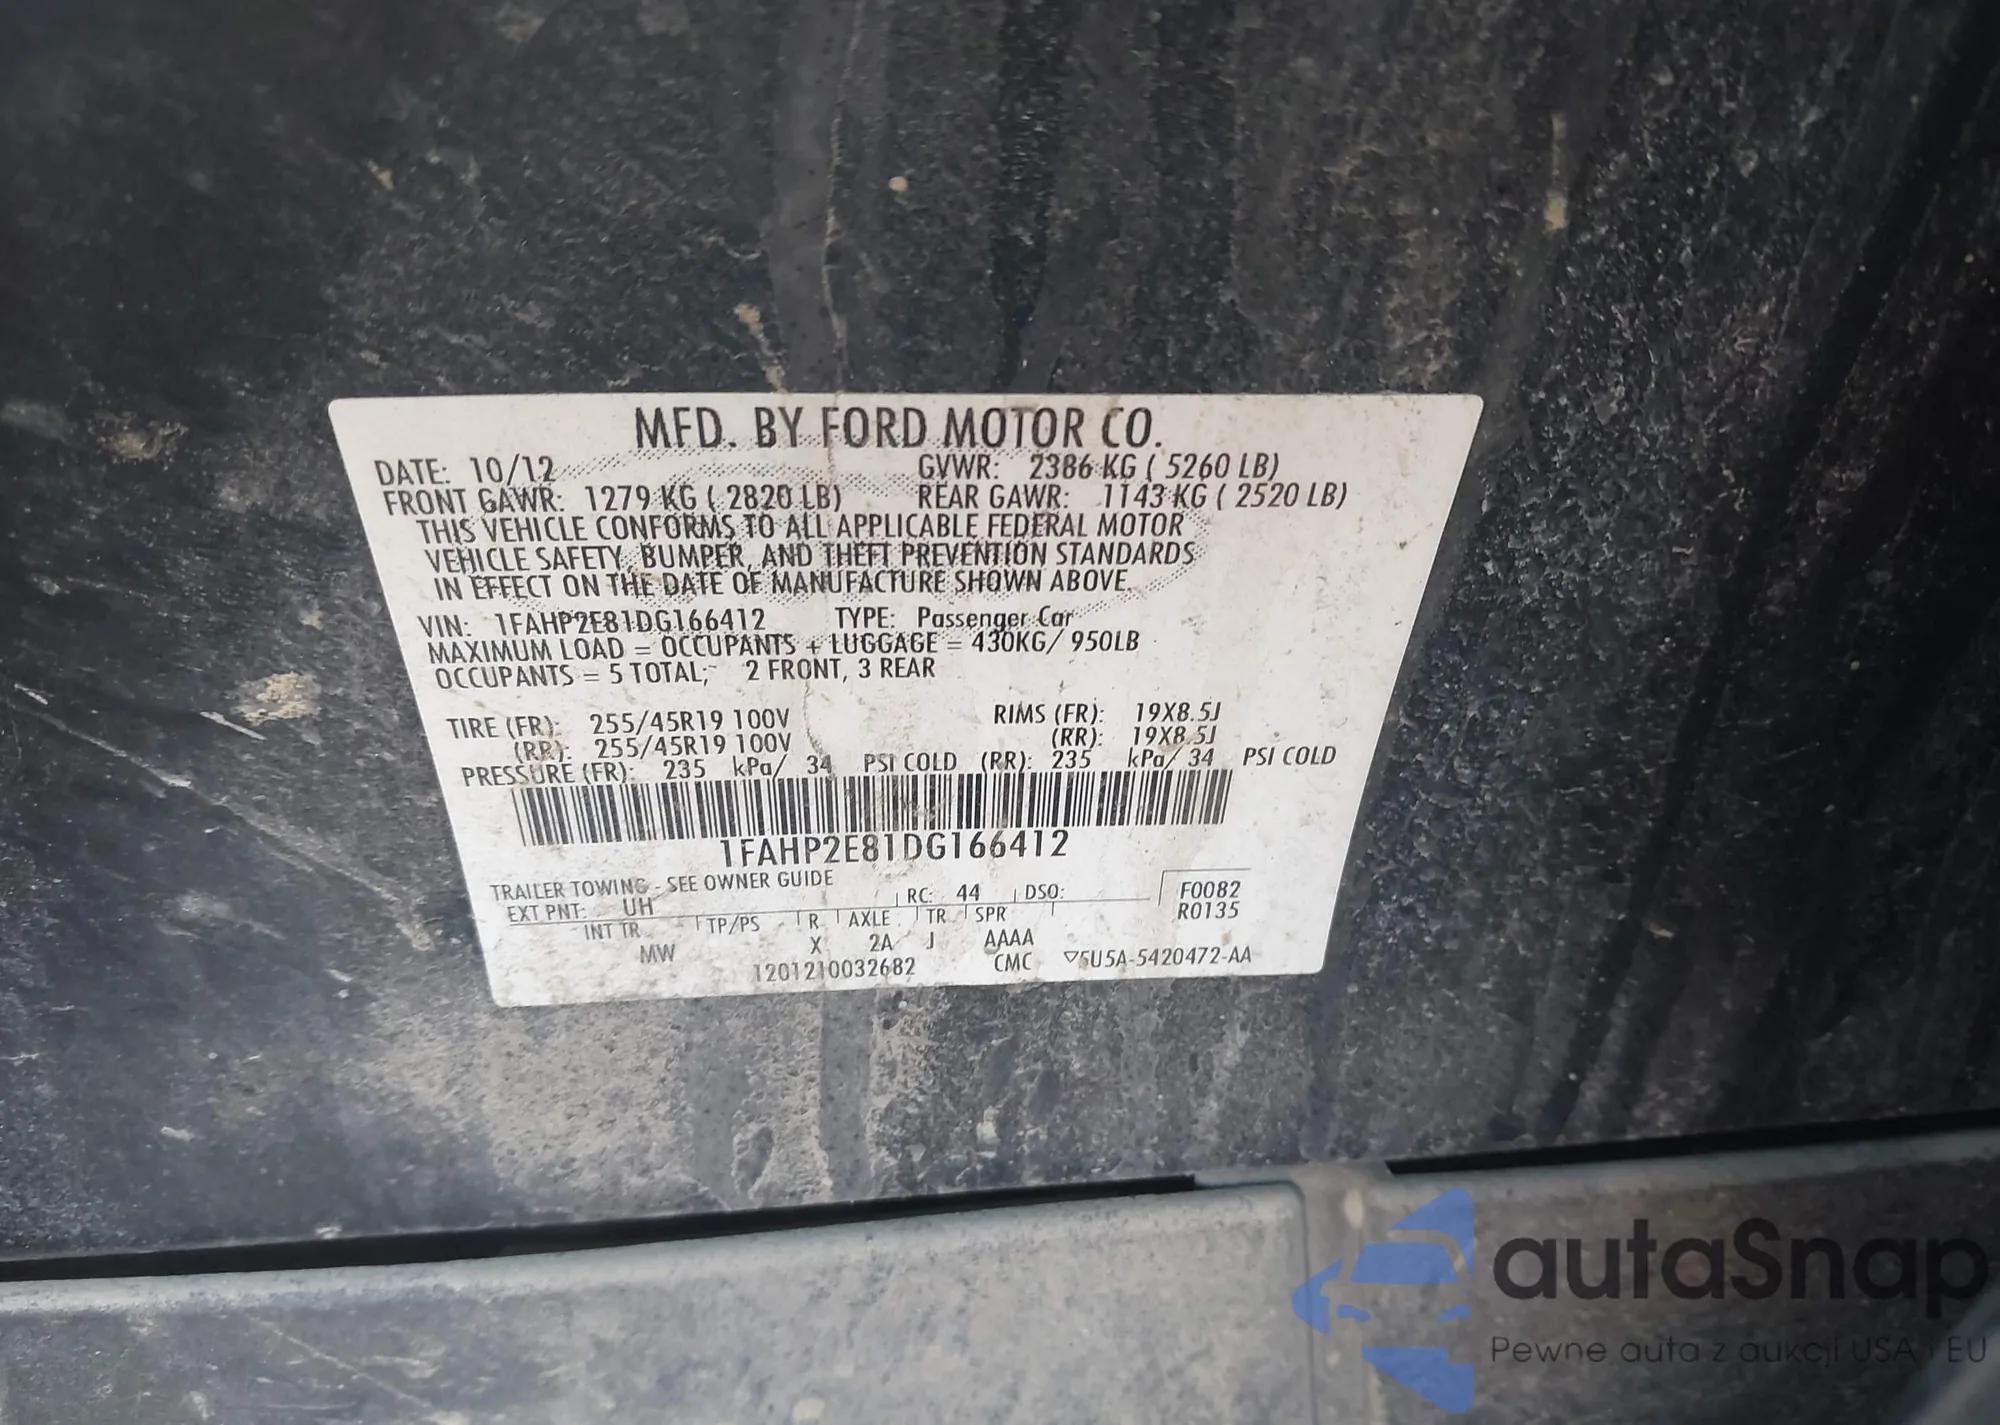 MFD. BY FORD MOTOR CO.
DATE: 10/12 GVWR: 2386 KG ( 5260 LB)
FRONT GAWR: 1279 KG ( 2820 LB) REAR GAWR: 1143 KG ( 2520 LB)
THIS VEHICLE CONFORMS TO ALL APPLICABLE FEDERAL MOTOR
VEHICLE SAFETY, BUMPER, AND THEFT PREVENTION STANDARDS
IN EFFECT ON THE DATE OF MANUFACTURE SHOWN ABOVE.
VIN: 1FAHP2E81DG166412 TYPE: Passenger Car
MAXIMUM LOAD = OCCUPANTS + LUGGAGE = 430KG/ 950LB
OCCUPANTS = 5 TOTAL; 2 FRONT, 3 REAR
TIRE (FR): 255/45R19 100V RIMS (FR): 19X8.5J
(RR): 255/45R19 100V (RR): 19X8.5J
PRESSURE (FR): 235 kPa/ 34 PSI COLD (RR): 235 kPa/ 34 PSI COLD
1FAHP2E81DG166412
TRAILER TOWING - SEE OWNER GUIDE
EXT PNT: UH RC: 44 DSO: F0082
INT TR TP/PS R AXLE TR SPR R0135
MW X 2A J AAAA
1201210032682 CMC 5U5A-5420472-AA
autaSnap
Pewne auta z aukcji USA i EU